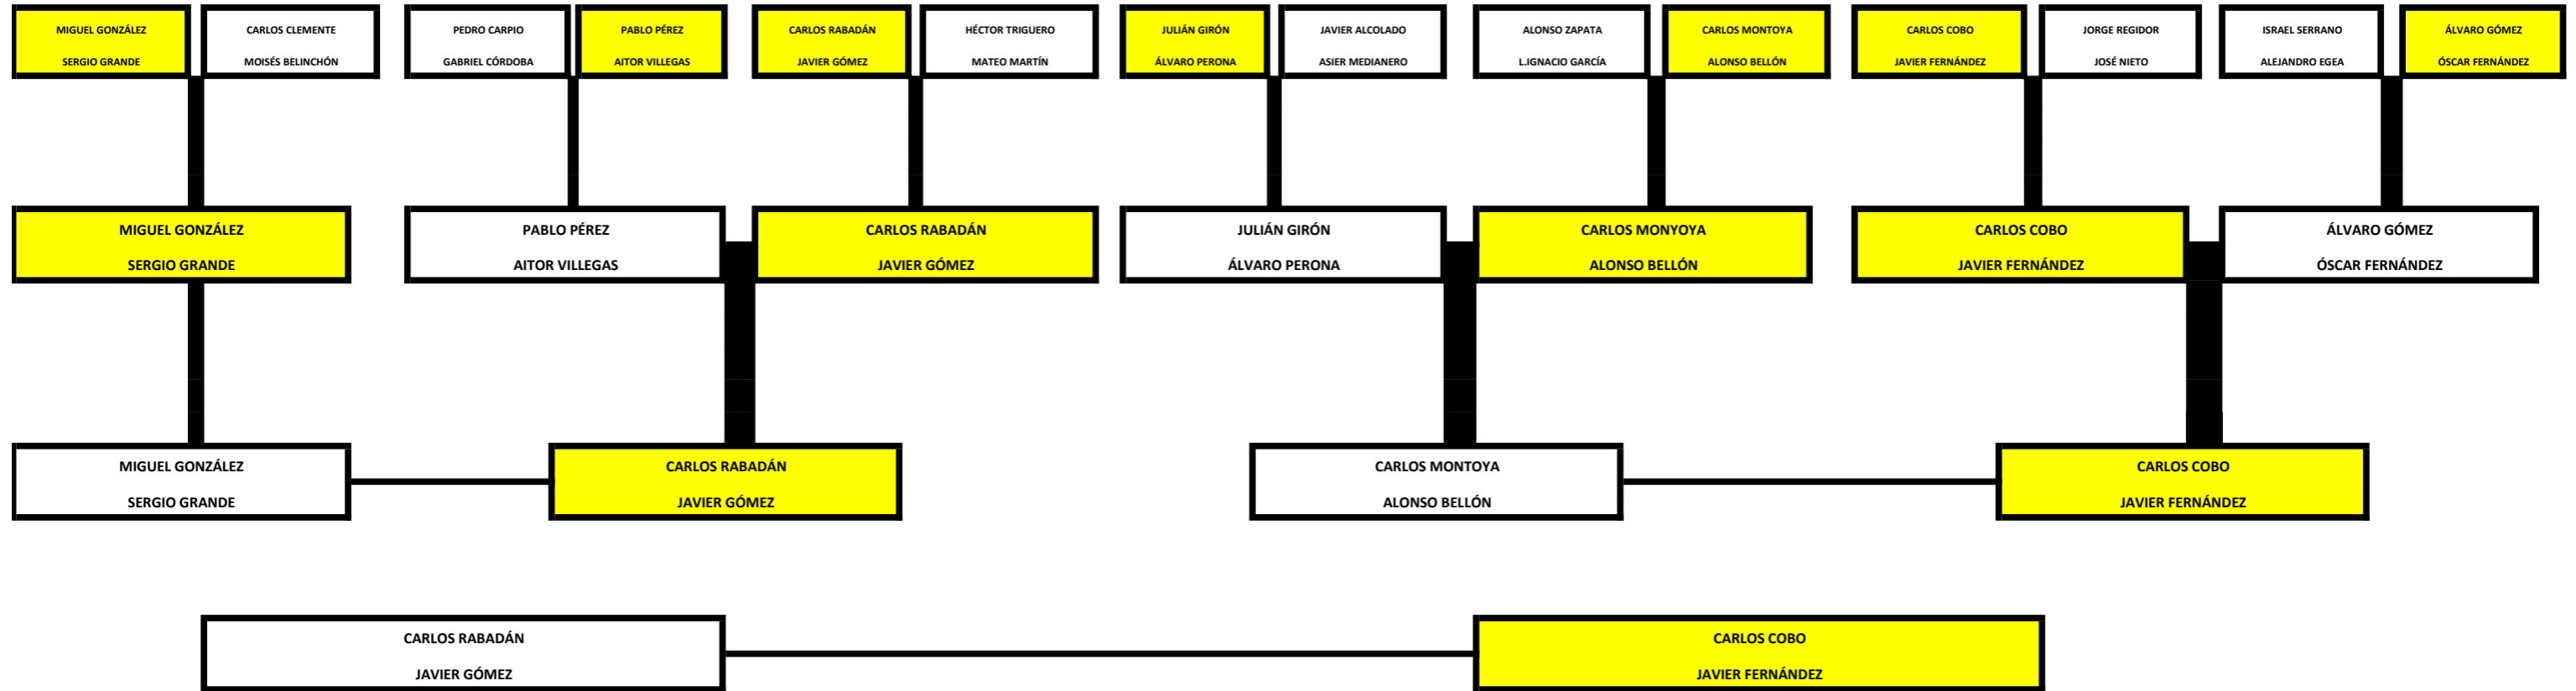 MIGUEL GONZÁLEZ
SERGIO GRANDE
CARLOS CLEMENTE
MOISÉS BELINCHÓN
PEDRO CARPIO
GABRIEL CÓRDOBA
PABLO PÉREZ
AITOR VILLEGAS
CARLOS RABADÁN
JAVIER GÓMEZ
HÉCTOR TRIGUERO
MATEO MARTÍN
JULIÁN GIRÓN
ÁLVARO PERONA
JAVIER ALCOLADO
ASIER MEDIANERO
ALONSO ZAPATA
L.IGNACIO GARCÍA
CARLOS MONTOYA
ALONSO BELLÓN
CARLOS COBO
JAVIER FERNÁNDEZ
JORGE REGIDOR
JOSÉ NIETO
ISRAEL SERRANO
ALEJANDRO EGEA
ÁLVARO GÓMEZ
ÓSCAR FERNÁNDEZ
MIGUEL GONZÁLEZ
SERGIO GRANDE
PABLO PÉREZ
AITOR VILLEGAS
CARLOS RABADÁN
JAVIER GÓMEZ
JULIÁN GIRÓN
ÁLVARO PERONA
CARLOS MONYOYA
ALONSO BELLÓN
CARLOS COBO
JAVIER FERNÁNDEZ
ÁLVARO GÓMEZ
ÓSCAR FERNÁNDEZ
MIGUEL GONZÁLEZ
SERGIO GRANDE
CARLOS RABADÁN
JAVIER GÓMEZ
CARLOS MONTOYA
ALONSO BELLÓN
CARLOS COBO
JAVIER FERNÁNDEZ
CARLOS RABADÁN
JAVIER GÓMEZ
CARLOS COBO
JAVIER FERNÁNDEZ